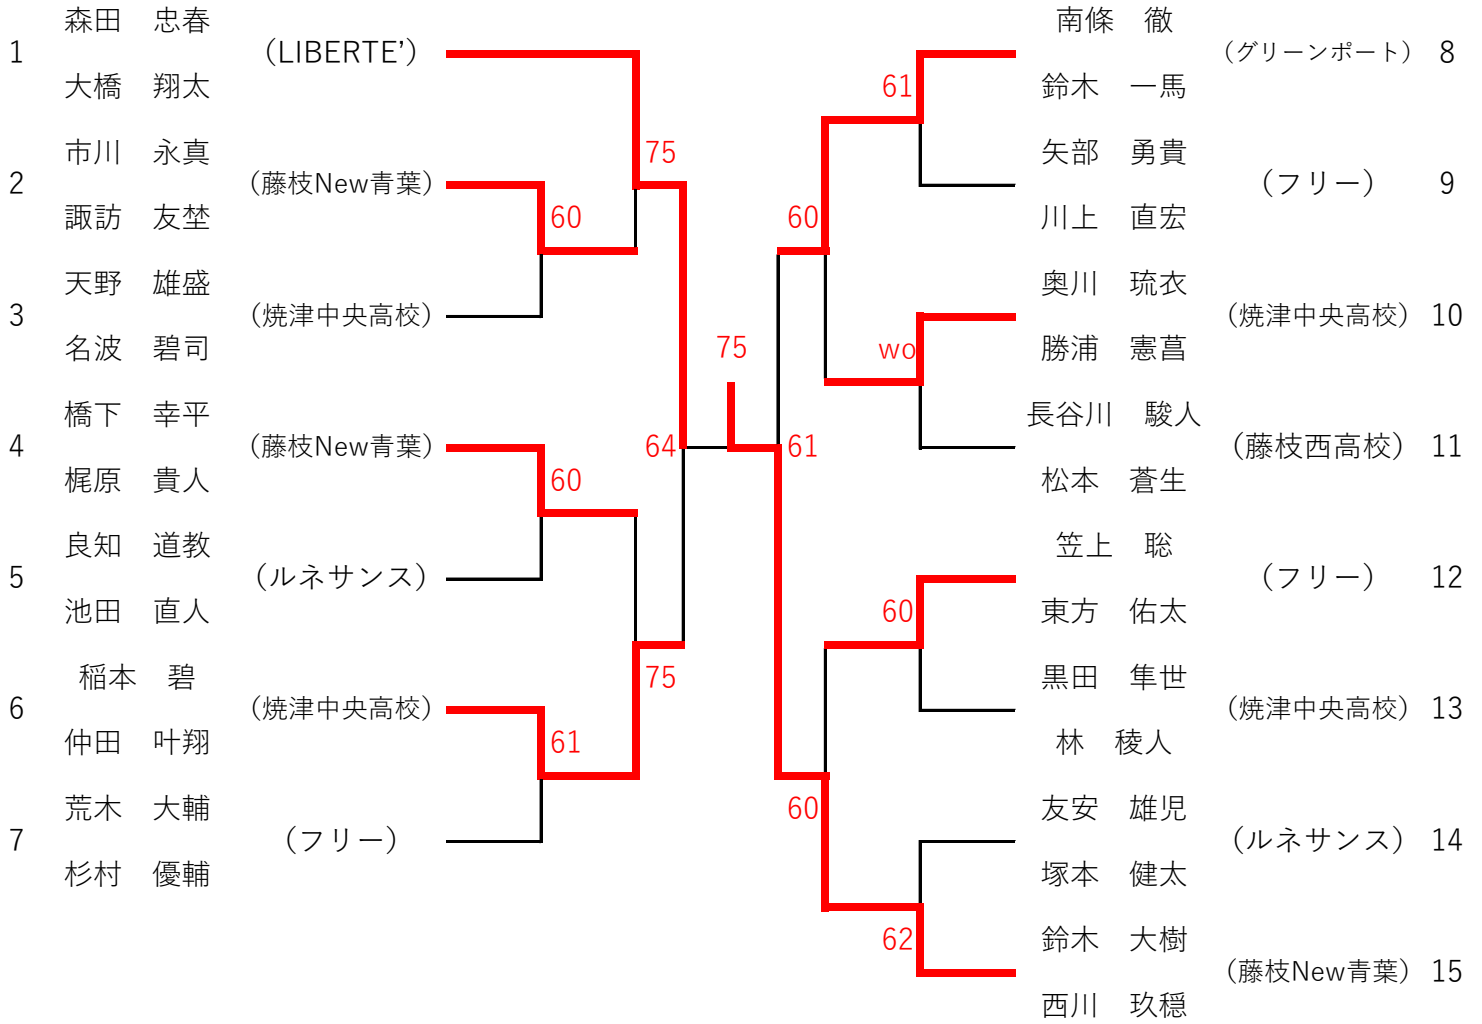 森田　忠春
1 (LIBERTE’)
大橋　翔太
市川　永真
2 (藤枝New青葉)
諏訪　友埜
天野　雄盛
3 (焼津中央高校)
名波　碧司
橋下　幸平
4 (藤枝New青葉)
梶原　貴人
良知　道教
5 (ルネサンス)
池田　直人
稲本　碧
6 (焼津中央高校)
仲田　叶翔
荒木　大輔
7 (フリー)
杉村　優輔
75
60
64
60
75
61
75
61
61
60
wo
60
60
62
南條　徹
(グリーンポート) 8
鈴木　一馬
矢部　勇貴
(フリー) 9
川上　直宏
奥川　琉衣
(焼津中央高校) 10
勝浦　憲菖
長谷川　駿人
(藤枝西高校) 11
松本　蒼生
笠上　聡
(フリー) 12
東方　佑太
黒田　隼世
(焼津中央高校) 13
林　稜人
友安　雄児
(ルネサンス) 14
塚本　健太
鈴木　大樹
(藤枝New青葉) 15
西川　玖穏